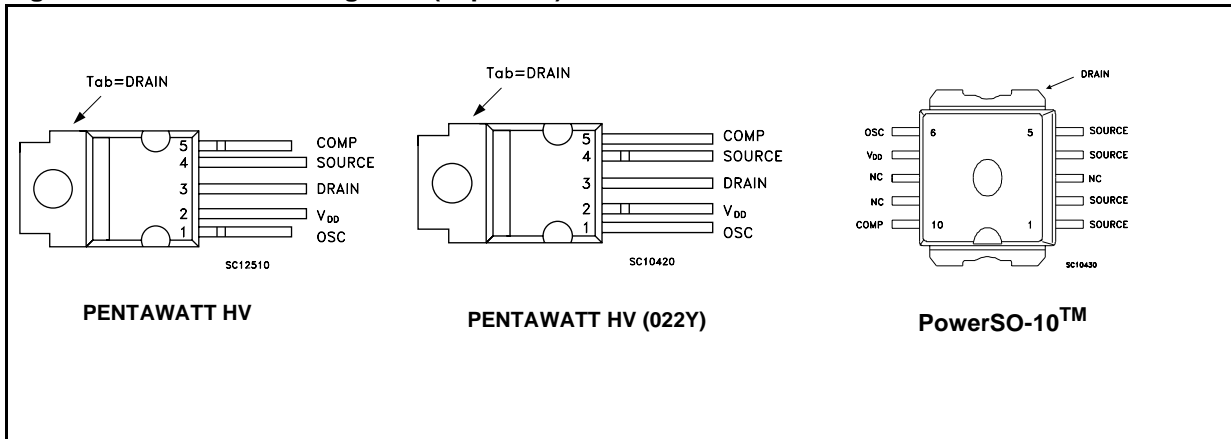 Tab=DRAIN
5 COMP
4 SOURCE
3 DRAIN
2 VDD
1 OSC
SC12510
PENTAWATT HV
Tab=DRAIN
5 COMP
4 SOURCE
3 DRAIN
2 VDD
1 OSC
SC10420
PENTAWATT HV (022Y)
DRAIN
OSC 6 5 SOURCE
VDD SOURCE
NC NC
NC SOURCE
COMP 10 1 SOURCE
SC10430
PowerSO-10TM